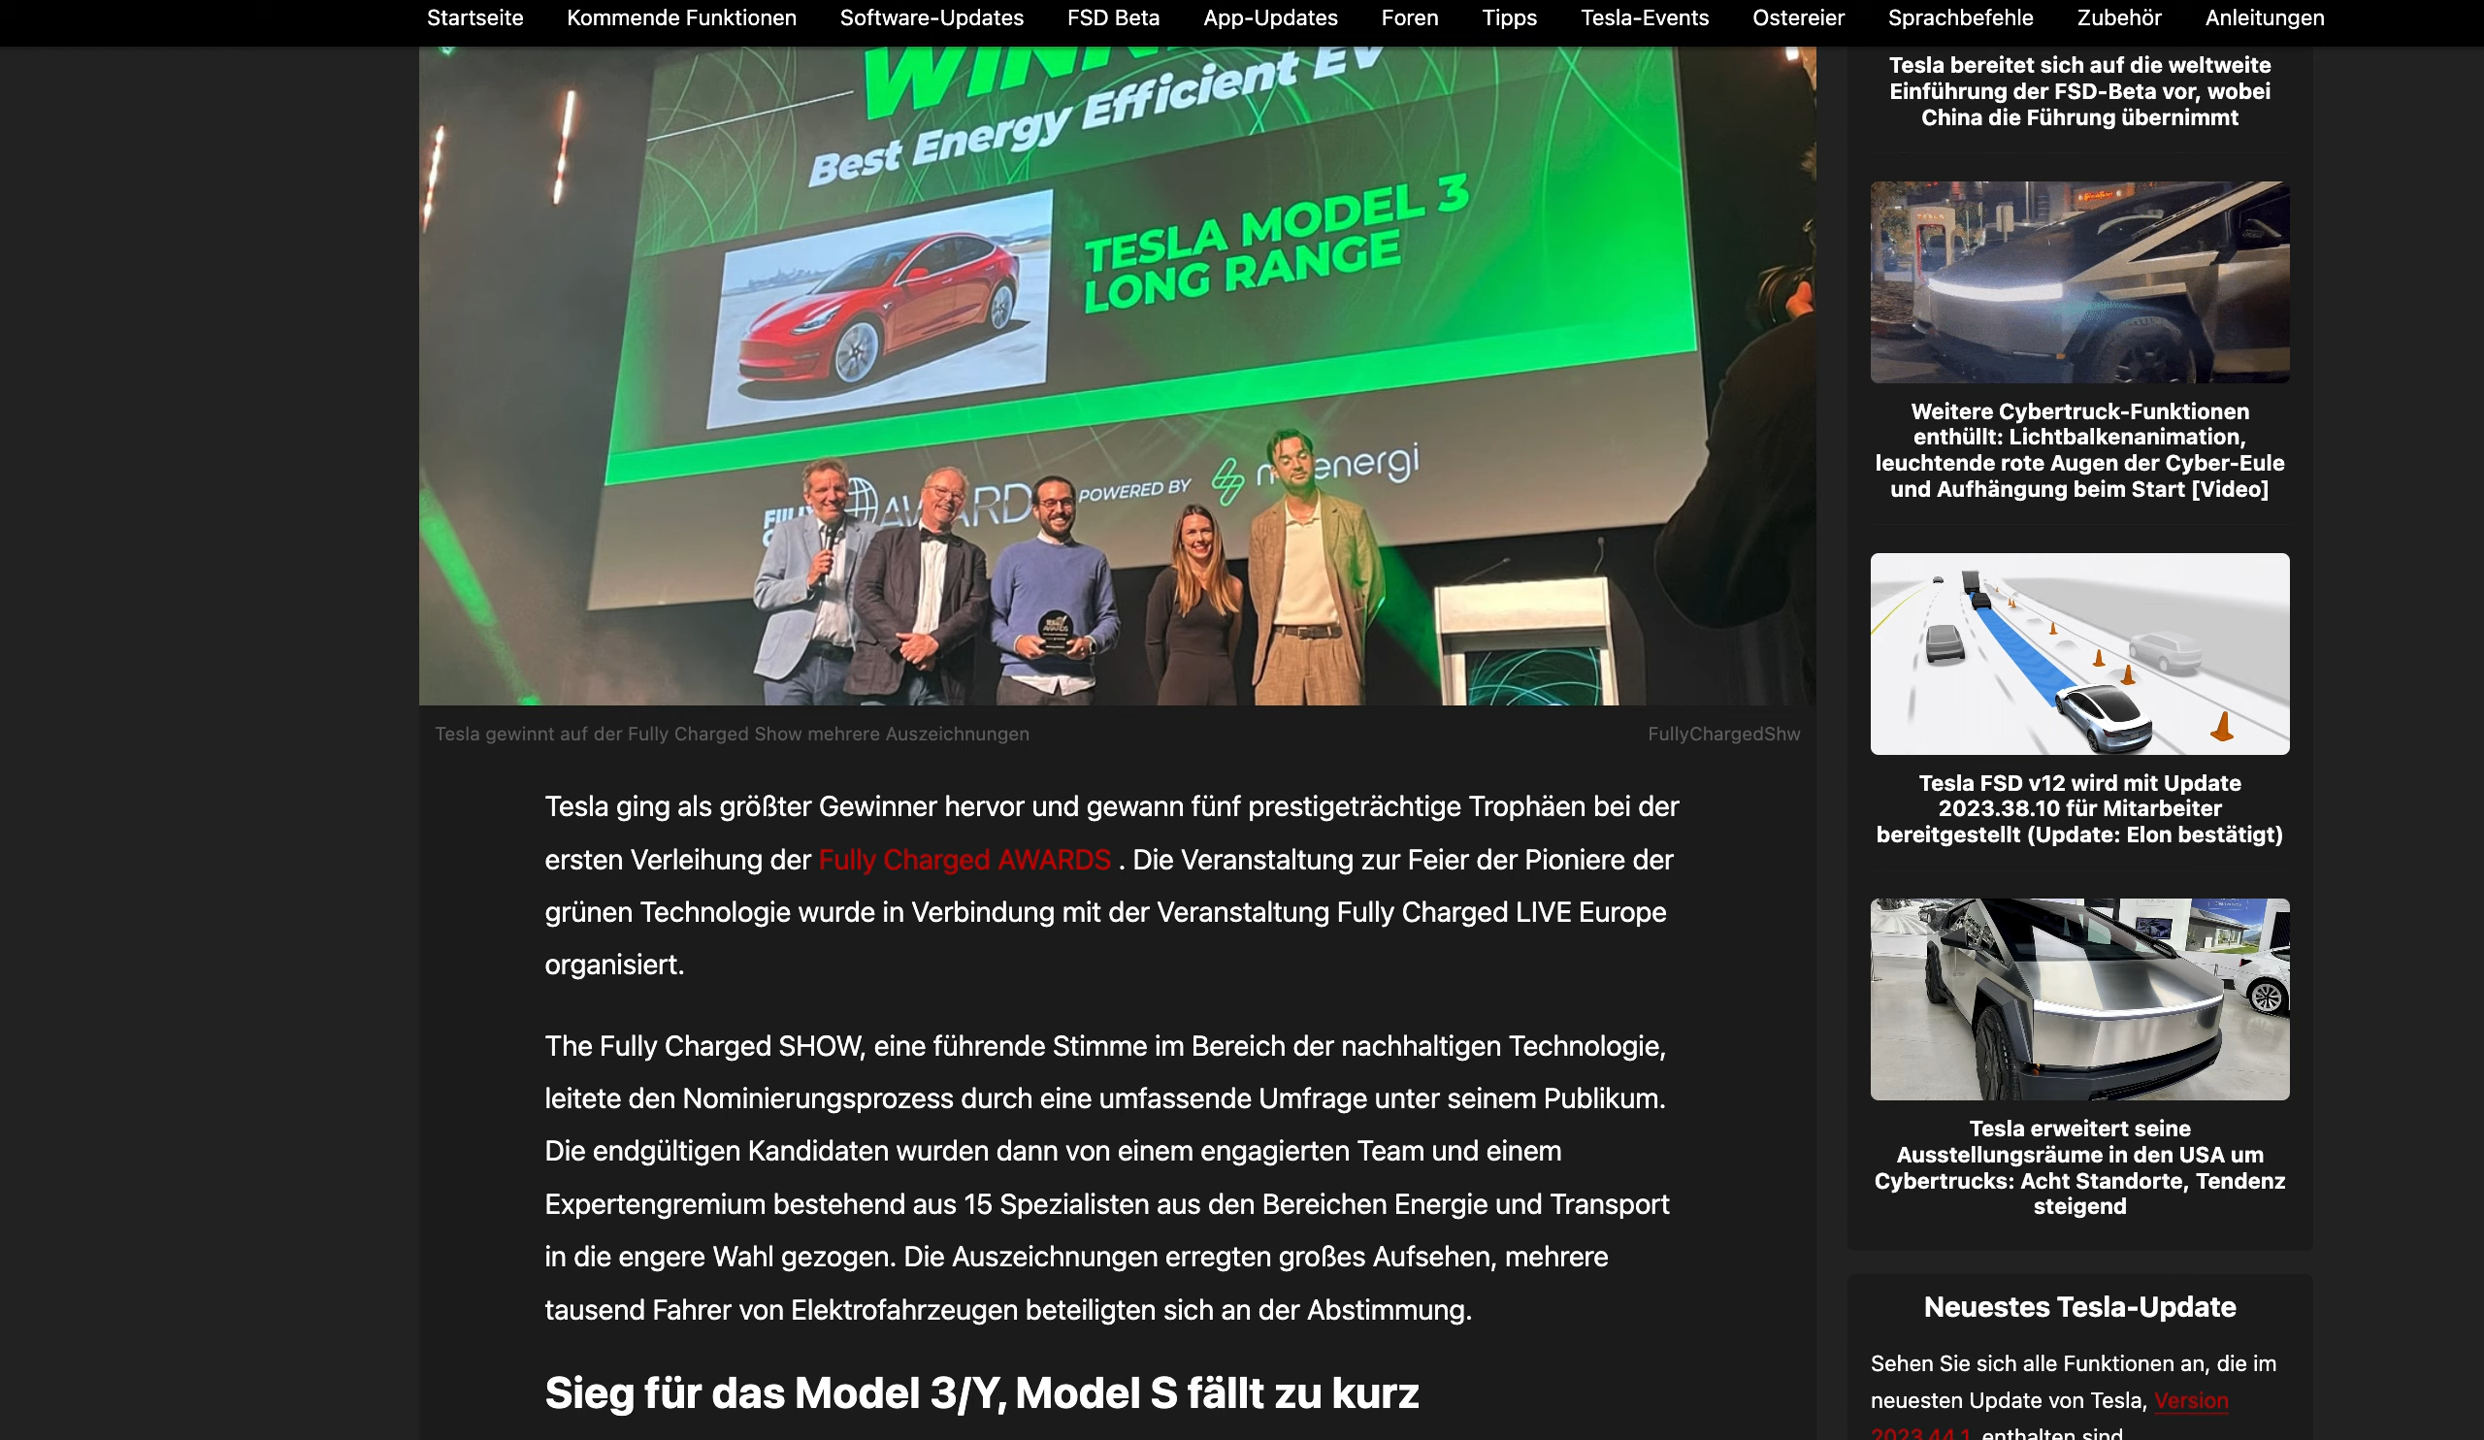 Startseite Kommende Funktionen Software-Updates FSD Beta App-Updates Foren Tipps Tesla-Events Ostereier Sprachbefehle Zubehör Anleitungen
Best Energy Efficient EV
TESLA MODEL 3
LONG RANGE
POWERED BY
Tesla gewinnt auf der Fully Charged Show mehrere Auszeichnungen
FullyChargedShw
Tesla ging als größter Gewinner hervor und gewann fünf prestigeträchtige Trophäen bei der
ersten Verleihung der Fully Charged AWARDS . Die Veranstaltung zur Feier der Pioniere der
grünen Technologie wurde in Verbindung mit der Veranstaltung Fully Charged LIVE Europe
organisiert.
The Fully Charged SHOW, eine führende Stimme im Bereich der nachhaltigen Technologie,
leitete den Nominierungsprozess durch eine umfassende Umfrage unter seinem Publikum.
Die endgültigen Kandidaten wurden dann von einem engagierten Team und einem
Expertengremium bestehend aus 15 Spezialisten aus den Bereichen Energie und Transport
in die engere Wahl gezogen. Die Auszeichnungen erregten großes Aufsehen, mehrere
tausend Fahrer von Elektrofahrzeugen beteiligten sich an der Abstimmung.
Sieg für das Model 3/Y, Model S fällt zu kurz
Tesla bereitet sich auf die weltweite
Einführung der FSD-Beta vor, wobei
China die Führung übernimmt
Weitere Cybertruck-Funktionen
enthüllt: Lichtbalkenanimation,
leuchtende rote Augen der Cyber-Eule
und Aufhängung beim Start [Video]
Tesla FSD v12 wird mit Update
2023.38.10 für Mitarbeiter
bereitgestellt (Update: Elon bestätigt)
Tesla erweitert seine
Ausstellungsräume in den USA um
Cybertrucks: Acht Standorte, Tendenz
steigend
Neuestes Tesla-Update
Sehen Sie sich alle Funktionen an, die im
neuesten Update von Tesla, Version
2023.44.1, enthalten sind